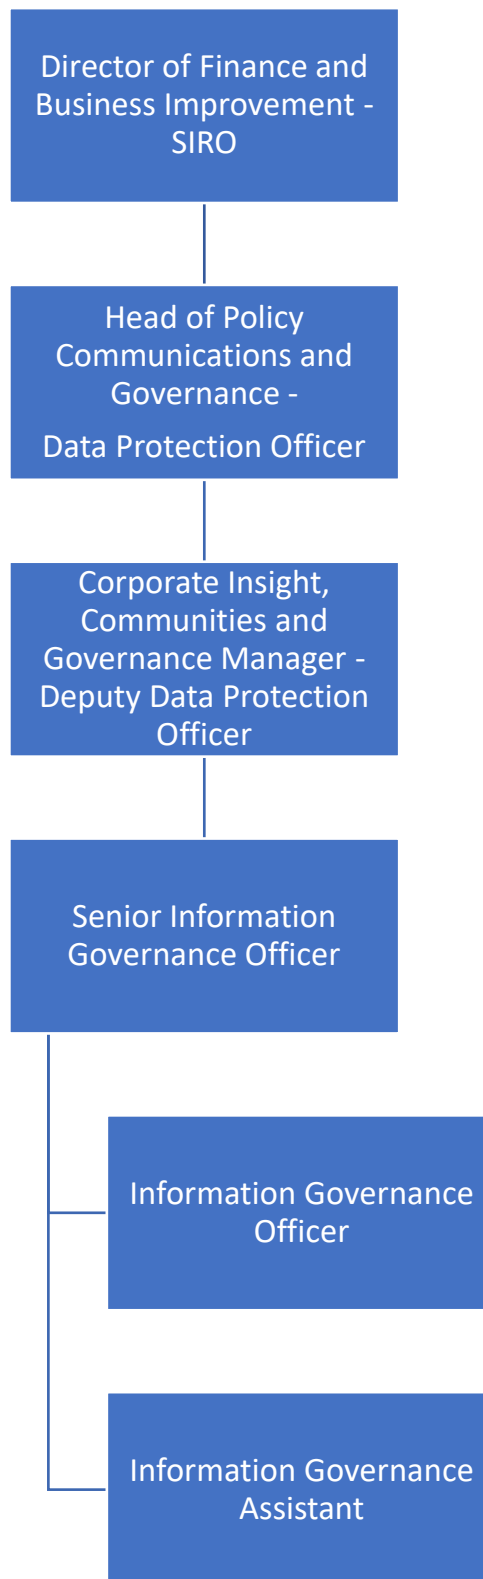 Director of Finance and
Business Improvement -
SIRO
Head of Policy
Communications and
Governance -
Data Protection Officer
Corporate Insight,
Communities and
Governance Manager -
Deputy Data Protection
Officer
Senior Information
Governance Officer
Information Governance
Officer
Information Governance
Assistant